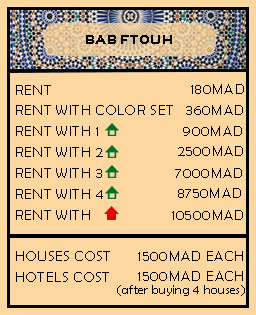 BAB FTOUH
RENT 180MAD
RENT WITH COLOR SET 360MAD
RENT WITH 1 900MAD
RENT WITH 2 2500MAD
RENT WITH 3 7000MAD
RENT WITH 4 8750MAD
RENT WITH 10500MAD
HOUSES COST 1500MAD EACH
HOTELS COST 1500MAD EACH
(after buying 4 houses)